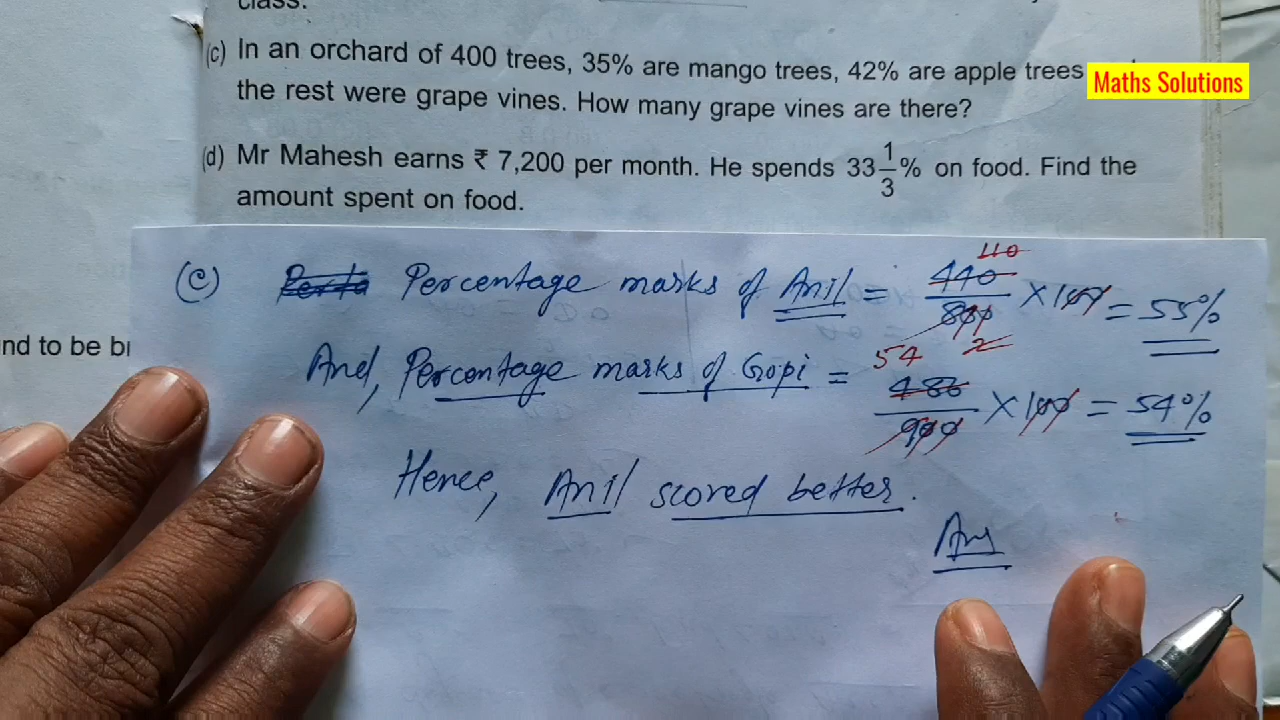 class.
(c) In an orchard of 400 trees, 35% are mango trees, 42% are apple trees
Maths Solutions
the rest were grape vines. How many grape vines are there?
(d) Mr Mahesh earns ₹ 7,200 per month. He spends 33 1/3 % on food. Find the
amount spent on food.
(e) Percentage marks of Anil = 440/800 × 100 = 55%
110
2
nd to be br
And, Percentage marks of Gopi = 486/900 × 100 = 54%
54
Hence, Anil scored better.
Ans